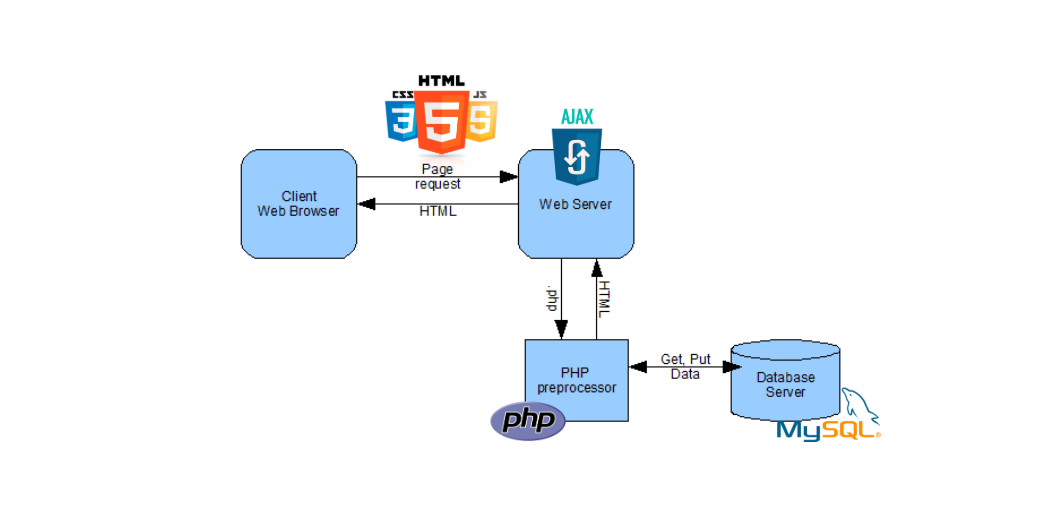 HTML
CSS
JS
3
5
AJAX
Page
request
Client
Web Browser
HTML
Web Server
.php
HTML
PHP
preprocessor
php
Get, Put
Data
Database
Server
MySQL®